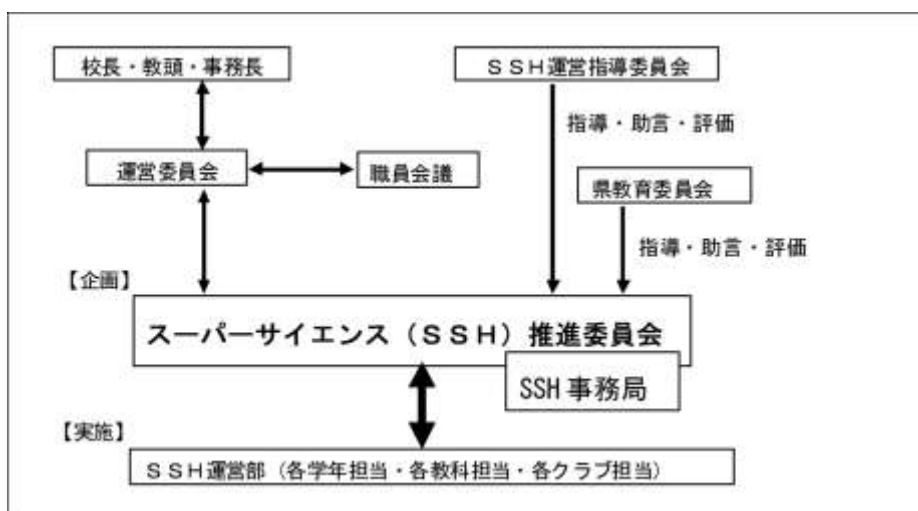 校長・教頭・事務長
ＳＳＨ運営指導委員会
指導・助言・評価
運営委員会
職員会議
県教育委員会
指導・助言・評価
【企画】
スーパーサイエンス（ＳＳＨ）推進委員会
SSH 事務局
【実施】
ＳＳＨ運営部（各学年担当・各教科担当・各クラブ担当）